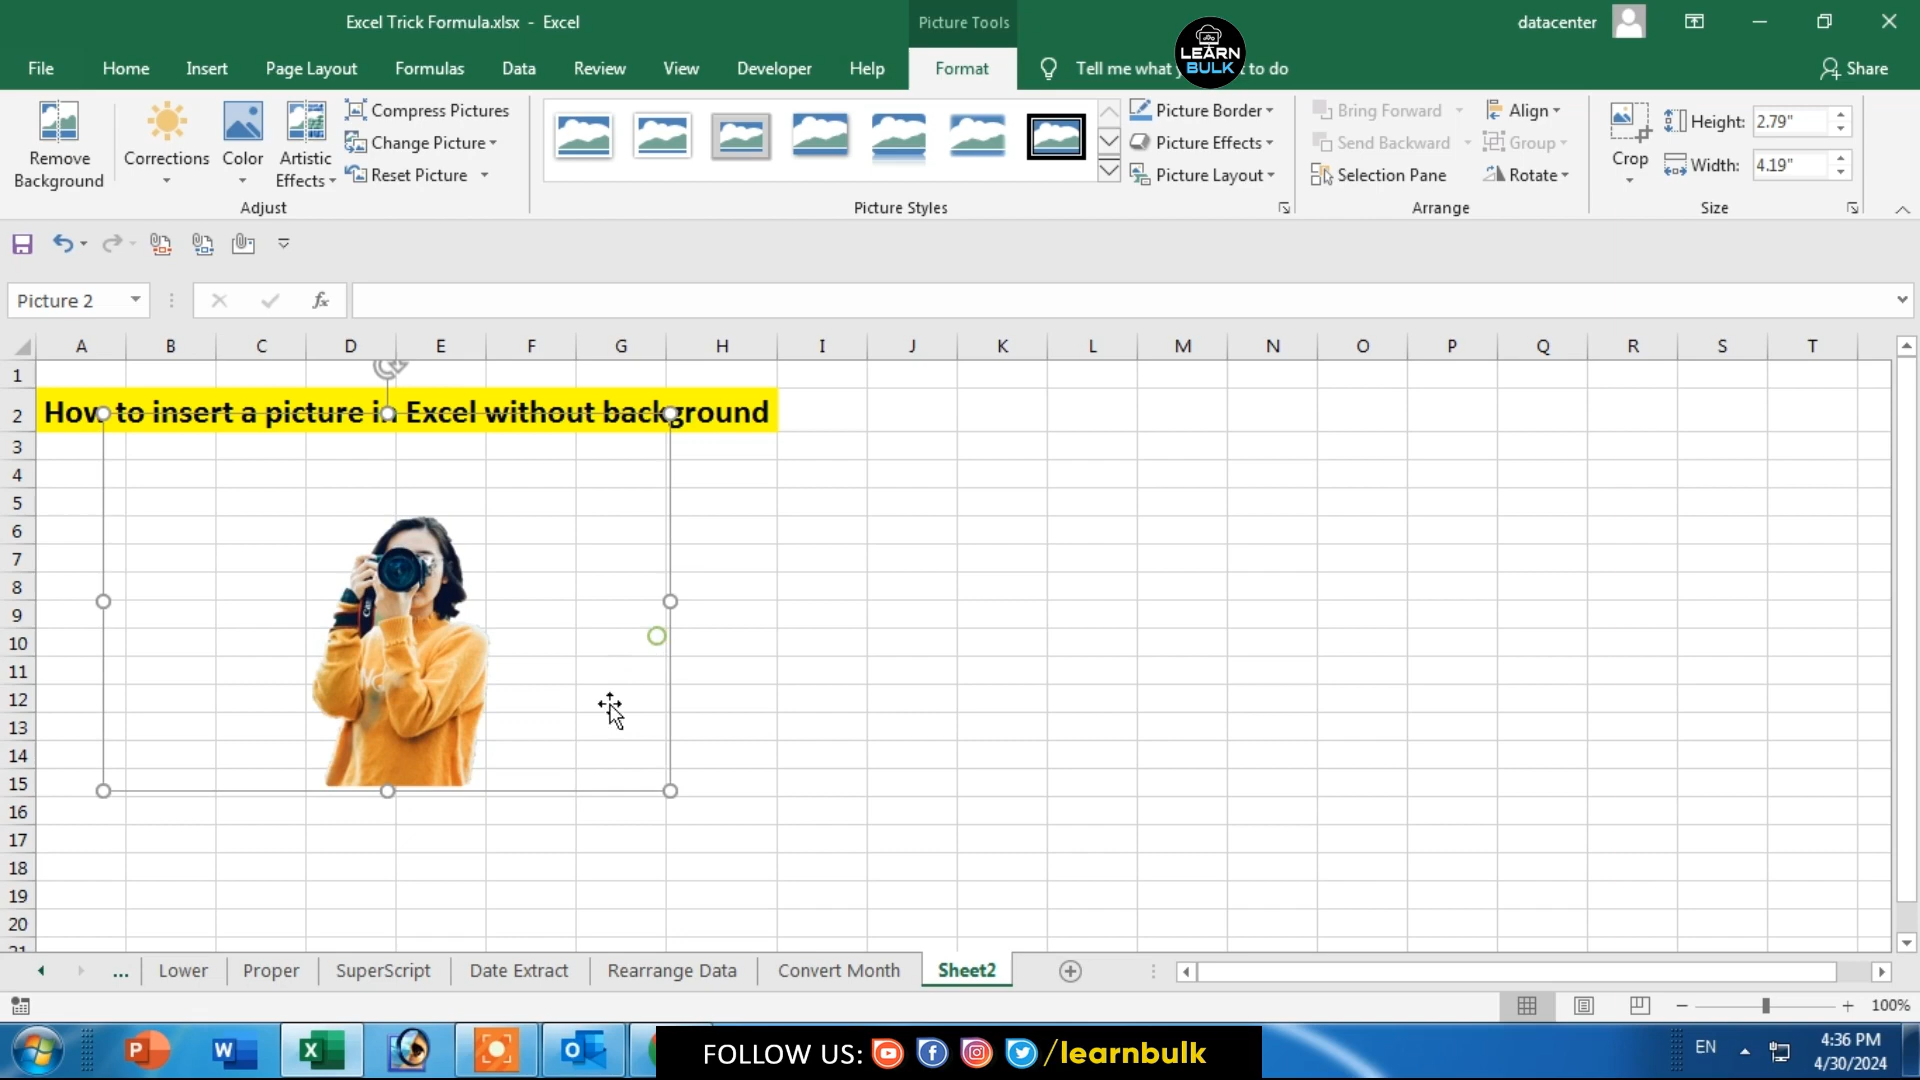 Excel Trick Formula.xlsx - Excel
Picture Tools
datacenter
File
Home
Insert
Page Layout
Formulas
Data
Review
View
Developer
Help
Format
Tell me what
to do
LEARN
BULK
Share
Remove
Background
Corrections
Color
Artistic
Effects
Compress Pictures
Change Picture
Reset Picture
Adjust
Picture Styles
Picture Border
Picture Effects
Picture Layout
Bring Forward
Send Backward
Selection Pane
Align
Group
Rotate
Arrange
Crop
Height: 2.79"
Width: 4.19"
Size
Picture 2
fx
A B C D E F G H I J K L M N O P Q R S T
1
2 How to insert a picture in Excel without background
3
4
5
6
7
8
9
10
11
12
13
14
15
16
17
18
19
20
21
... Lower Proper SuperScript Date Extract Rearrange Data Convert Month Sheet2
100%
FOLLOW US: /learnbulk
EN
4:36 PM
4/30/2024